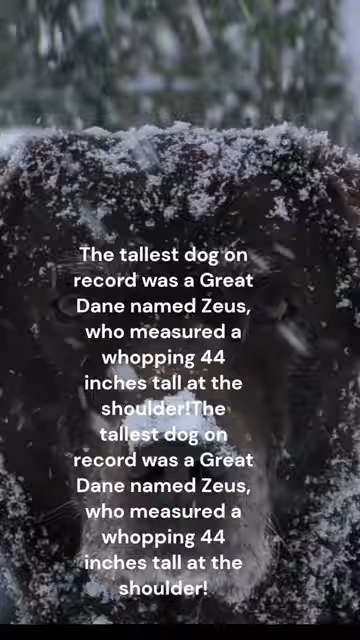 The tallest dog on
record was a Great
Dane named Zeus,
who measured a
whopping 44
inches tall at the
shoulder!The
tallest dog on
record was a Great
Dane named Zeus,
who measured a
whopping 44
inches tall at the
shoulder!